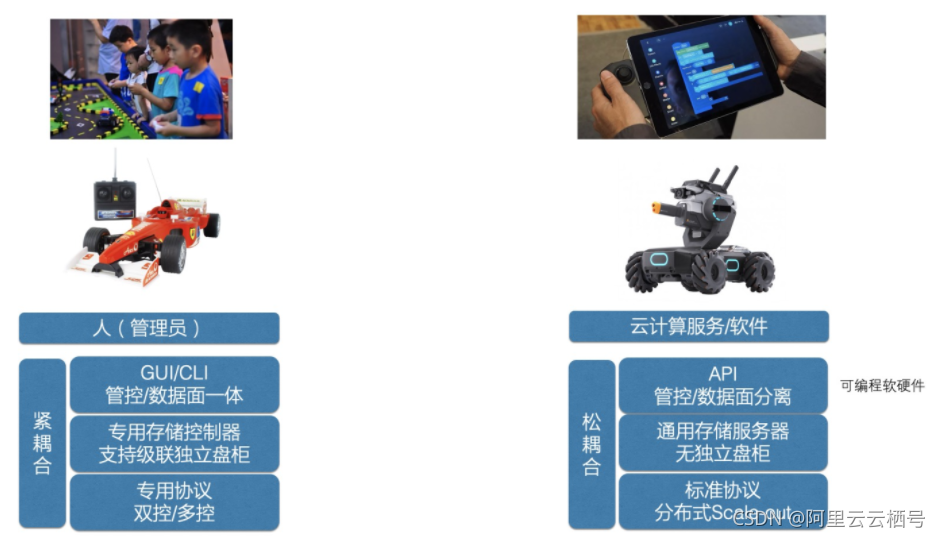 人（管理员）
紧耦合
GUI/CLI
管控/数据面一体
专用存储控制器
支持级联独立盘柜
专用协议
双控/多控
云计算服务/软件
松耦合
API
管控/数据面分离
通用存储服务器
无独立盘柜
标准协议
分布式Scale-out
可编程软硬件
CSDN @阿里云云栖号